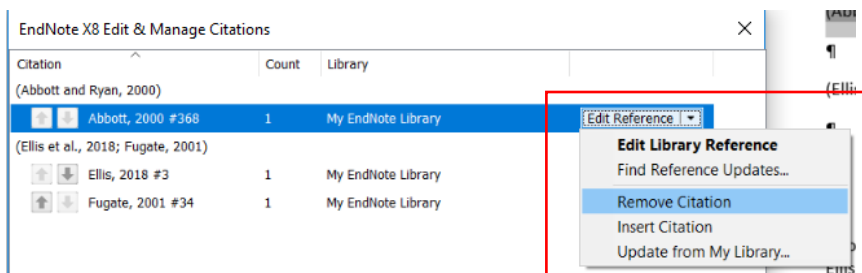 EndNote X8 Edit & Manage Citations
Citation Count Library
(Abbott and Ryan, 2000)
Abbott, 2000 #368 1 My EndNote Library Edit Reference
(Ellis et al., 2018; Fugate, 2001)
Ellis, 2018 #3 1 My EndNote Library
Fugate, 2001 #34 1 My EndNote Library
Edit Library Reference
Find Reference Updates...
Remove Citation
Insert Citation
Update from My Library...